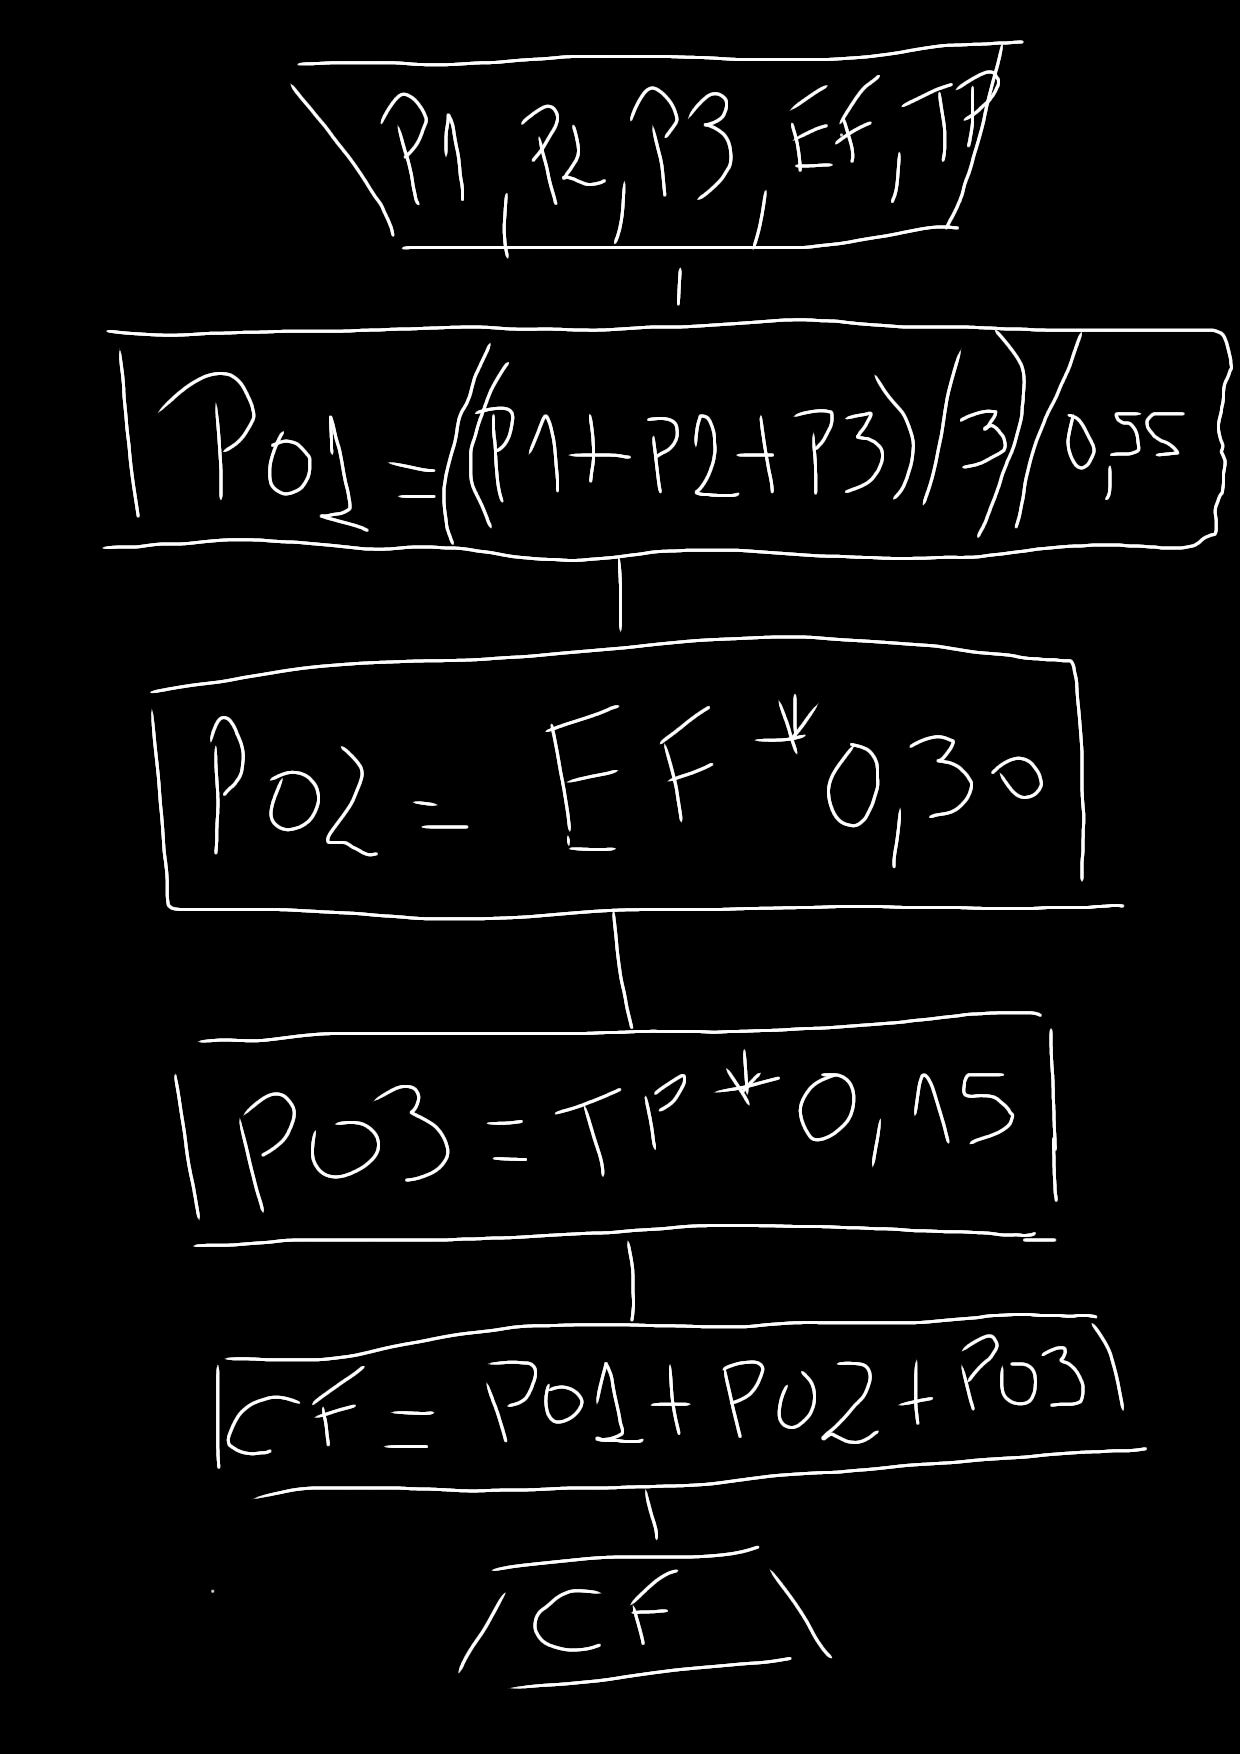 P1, P2, P3, EF, TP
PO1 = ((P1+P2+P3)/3)/0,55
PO2 = EF*0,30
PO3 = TP*0,15
CF = PO1+PO2+PO3
CF